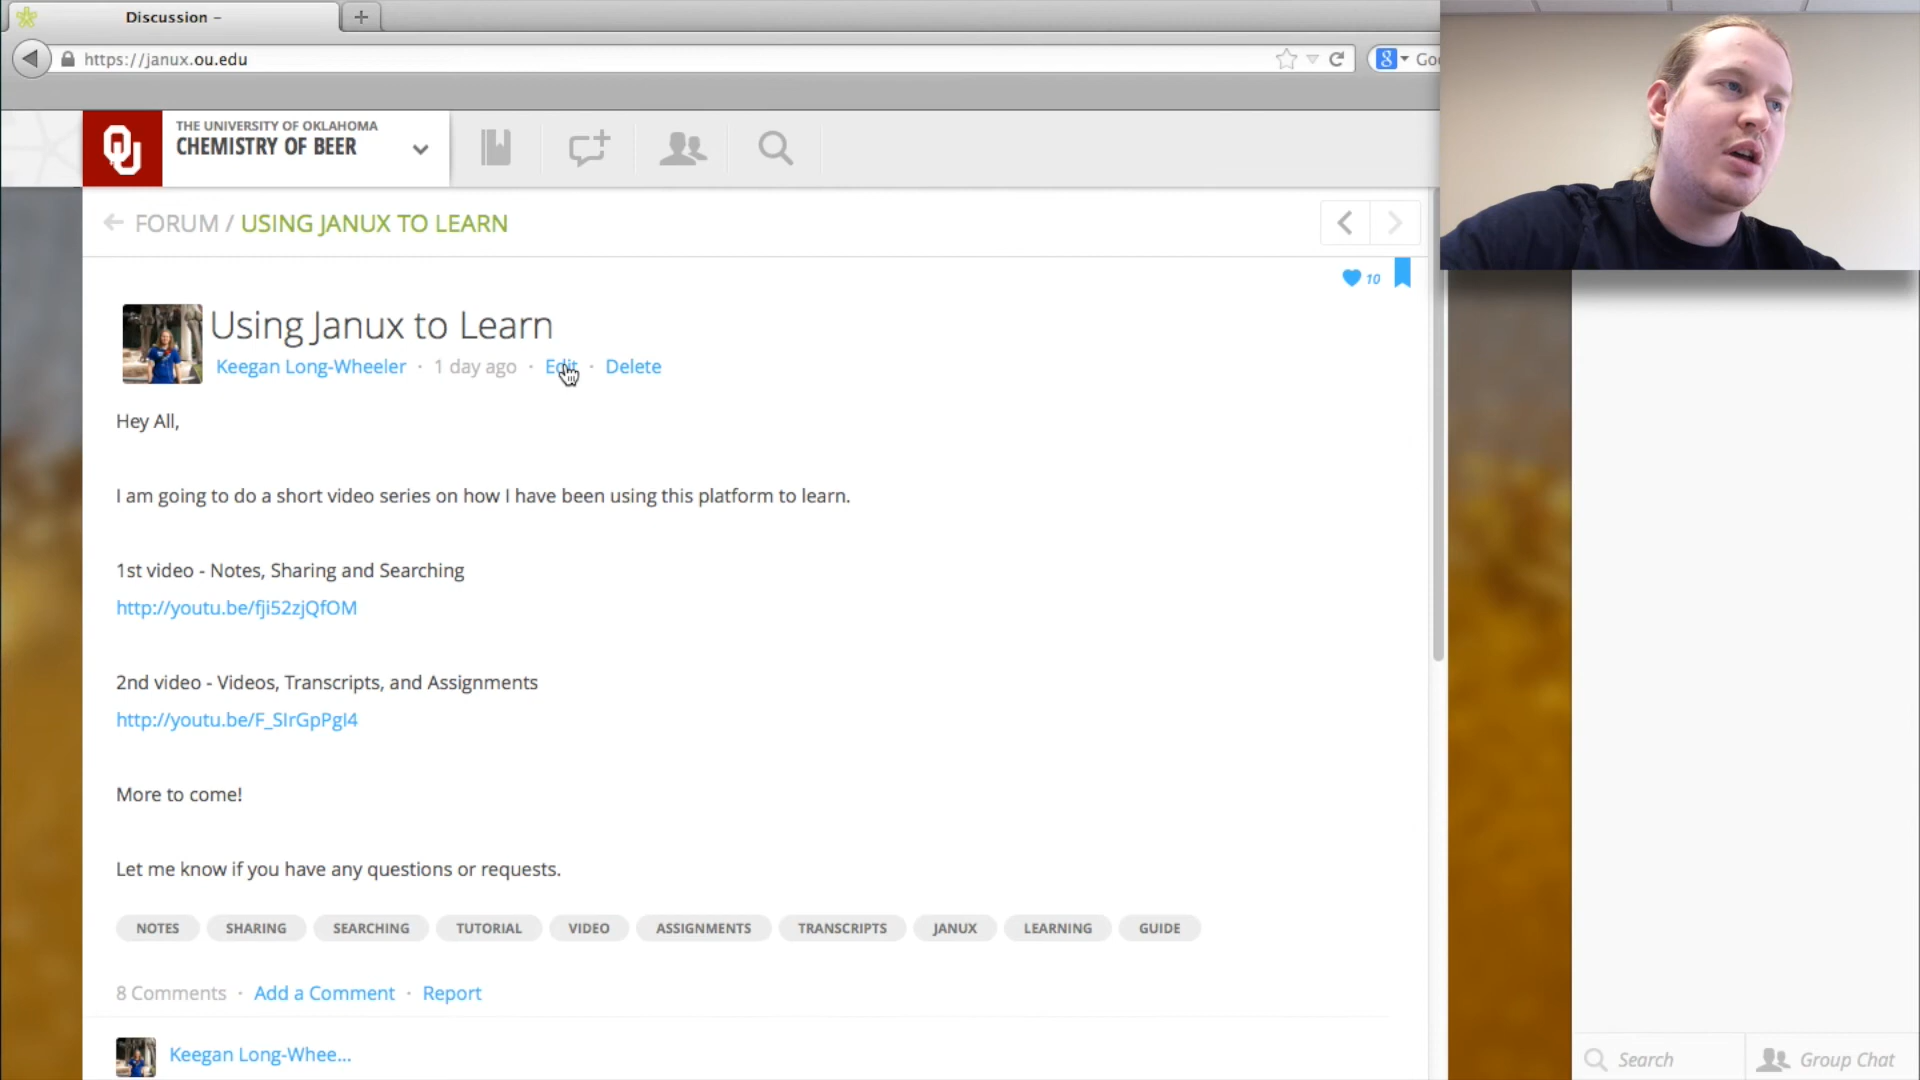 Discussion –
https://janux.ou.edu
8
Goo
OU
THE UNIVERSITY OF OKLAHOMA
CHEMISTRY OF BEER
FORUM / USING JANUX TO LEARN
10
Using Janux to Learn
Keegan Long-Wheeler · 1 day ago · Edit · Delete
Hey All,
I am going to do a short video series on how I have been using this platform to learn.
1st video - Notes, Sharing and Searching
http://youtu.be/fji52zjQfOM
2nd video - Videos, Transcripts, and Assignments
http://youtu.be/F_SIrGpPgI4
More to come!
Let me know if you have any questions or requests.
NOTES SHARING SEARCHING TUTORIAL VIDEO ASSIGNMENTS TRANSCRIPTS JANUX LEARNING GUIDE
8 Comments · Add a Comment · Report
Keegan Long-Whee...
Search Group Chat